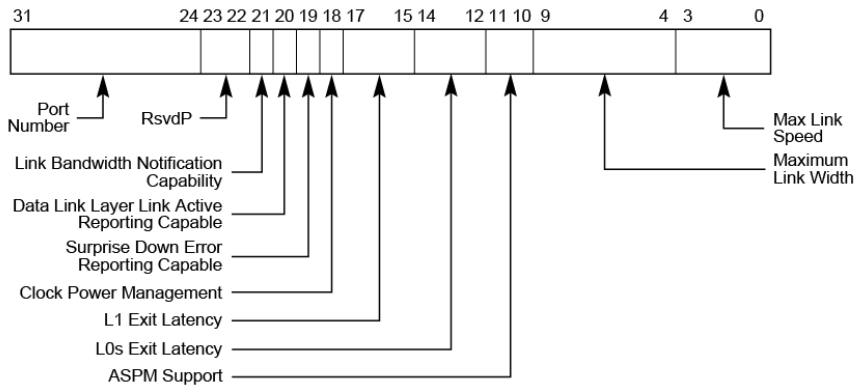 31 24 23 22 21 20 19 18 17 15 14 12 11 10 9 4 3 0
Port
Number
RsvdP
Max Link
Speed
Link Bandwidth Notification
Capability
Maximum
Link Width
Data Link Layer Link Active
Reporting Capable
Surprise Down Error
Reporting Capable
Clock Power Management
L1 Exit Latency
L0s Exit Latency
ASPM Support